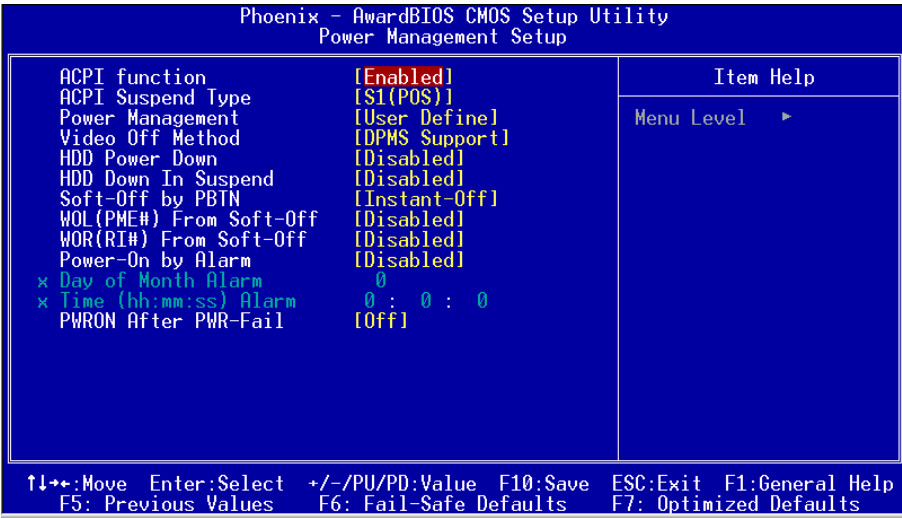 Phoenix - AwardBIOS CMOS Setup Utility
Power Management Setup
ACPI function [Enabled]
ACPI Suspend Type [S1(POS)]
Power Management [User Define]
Video Off Method [DPMS Support]
HDD Power Down [Disabled]
HDD Down In Suspend [Disabled]
Soft-Off by PBTN [Instant-Off]
WOL(PME#) From Soft-Off [Disabled]
WOR(RI#) From Soft-Off [Disabled]
Power-On by Alarm [Disabled]
x Day of Month Alarm 0
x Time (hh:mm:ss) Alarm 0 : 0 : 0
PWRON After PWR-Fail [Off]
Item Help
Menu Level ►
↑↓→←:Move Enter:Select +/-/PU/PD:Value F10:Save ESC:Exit F1:General Help
F5: Previous Values F6: Fail-Safe Defaults F7: Optimized Defaults